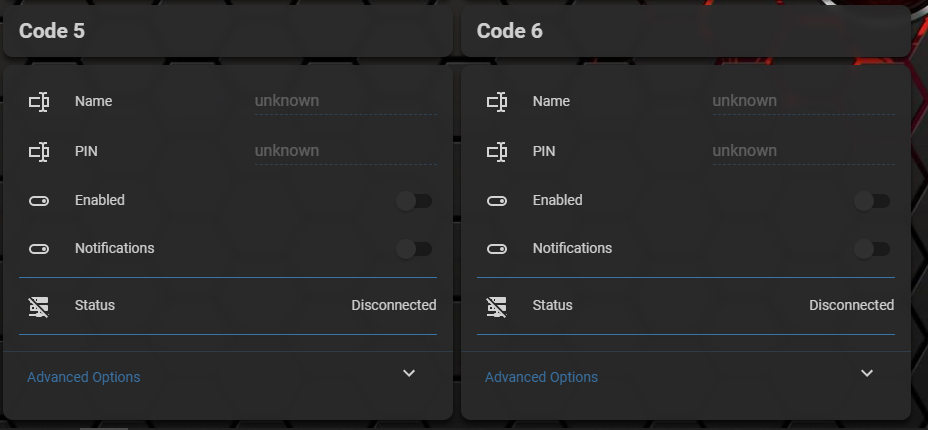 Code 5
Name
unknown
PIN
unknown
Enabled
Notifications
Status
Disconnected
Advanced Options
Code 6
Name
unknown
PIN
unknown
Enabled
Notifications
Status
Disconnected
Advanced Options